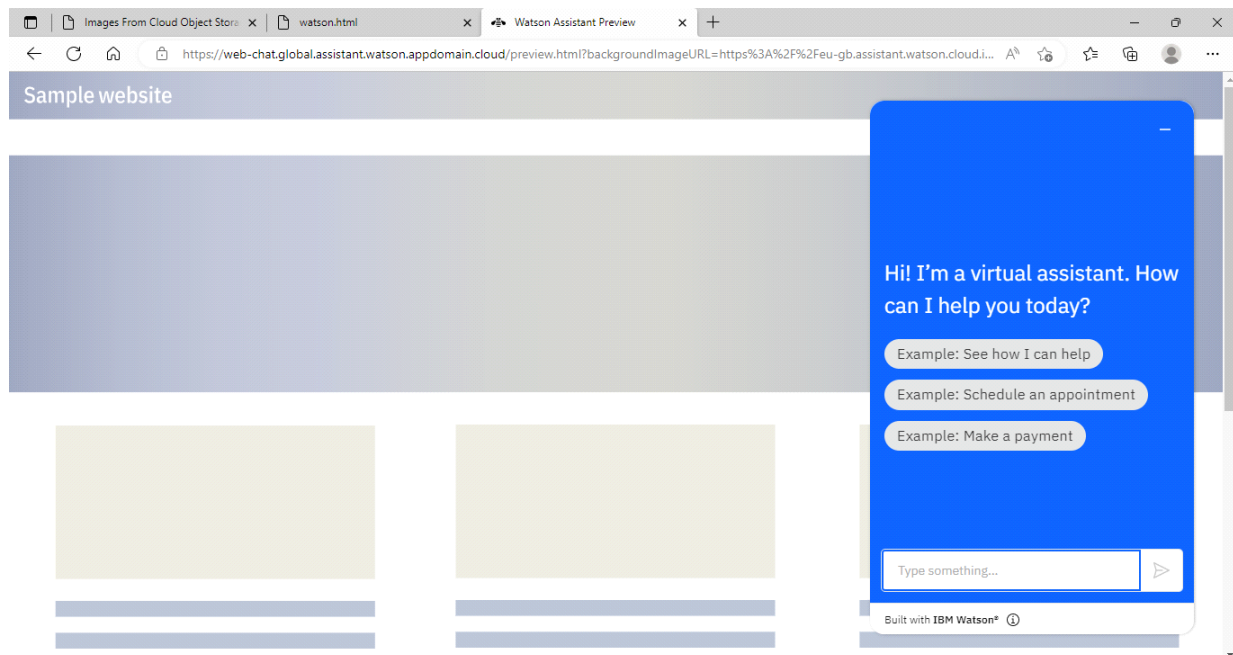 Images From Cloud Object Stora
watson.html
Watson Assistant Preview
https://web-chat.global.assistant.watson.appdomain.cloud/preview.html?backgroundImageURL=https%3A%2F%2Feu-gb.assistant.watson.cloud.i...
Sample website
Hi! I’m a virtual assistant. How
can I help you today?
Example: See how I can help
Example: Schedule an appointment
Example: Make a payment
Type something...
Built with IBM Watson®